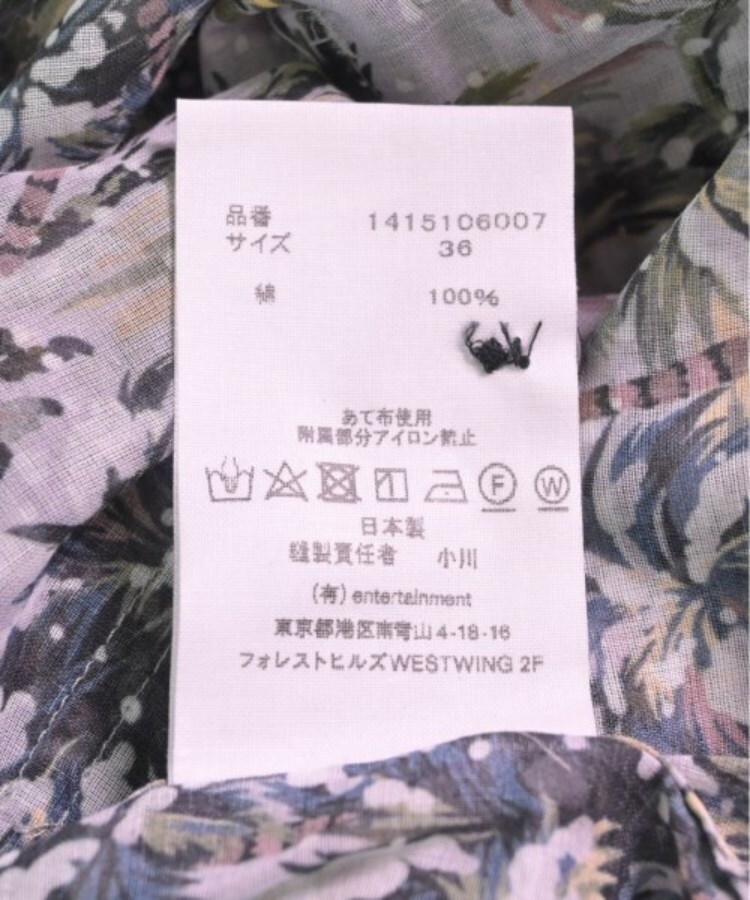 品番 1415106007
サイズ 36
綿 100%
あて布使用
附属部分アイロン禁止
F W
日本製
縫製責任者 小川
(有) entertainment
東京都港区南青山4-18-16
フォレストヒルズWESTWING 2F